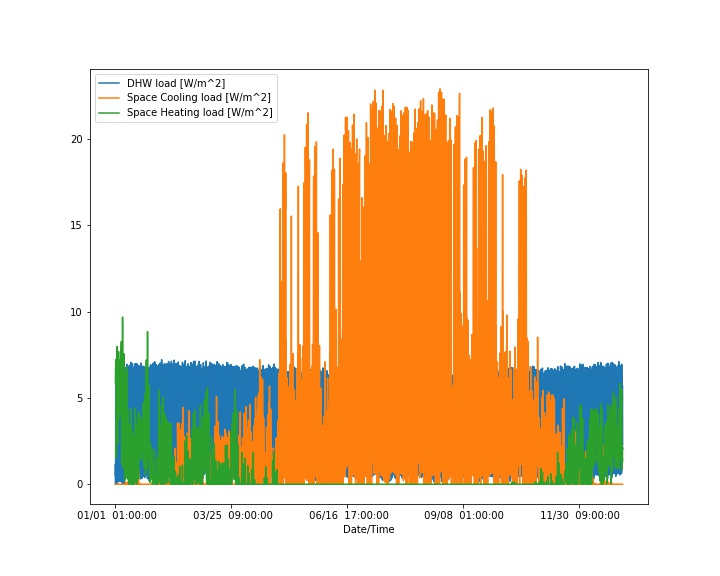 DHW load [W/m^2]
Space Cooling load [W/m^2]
Space Heating load [W/m^2]
20
15
10
5
0
01/01 01:00:00 03/25 09:00:00 06/16 17:00:00 09/08 01:00:00 11/30 09:00:00
Date/Time